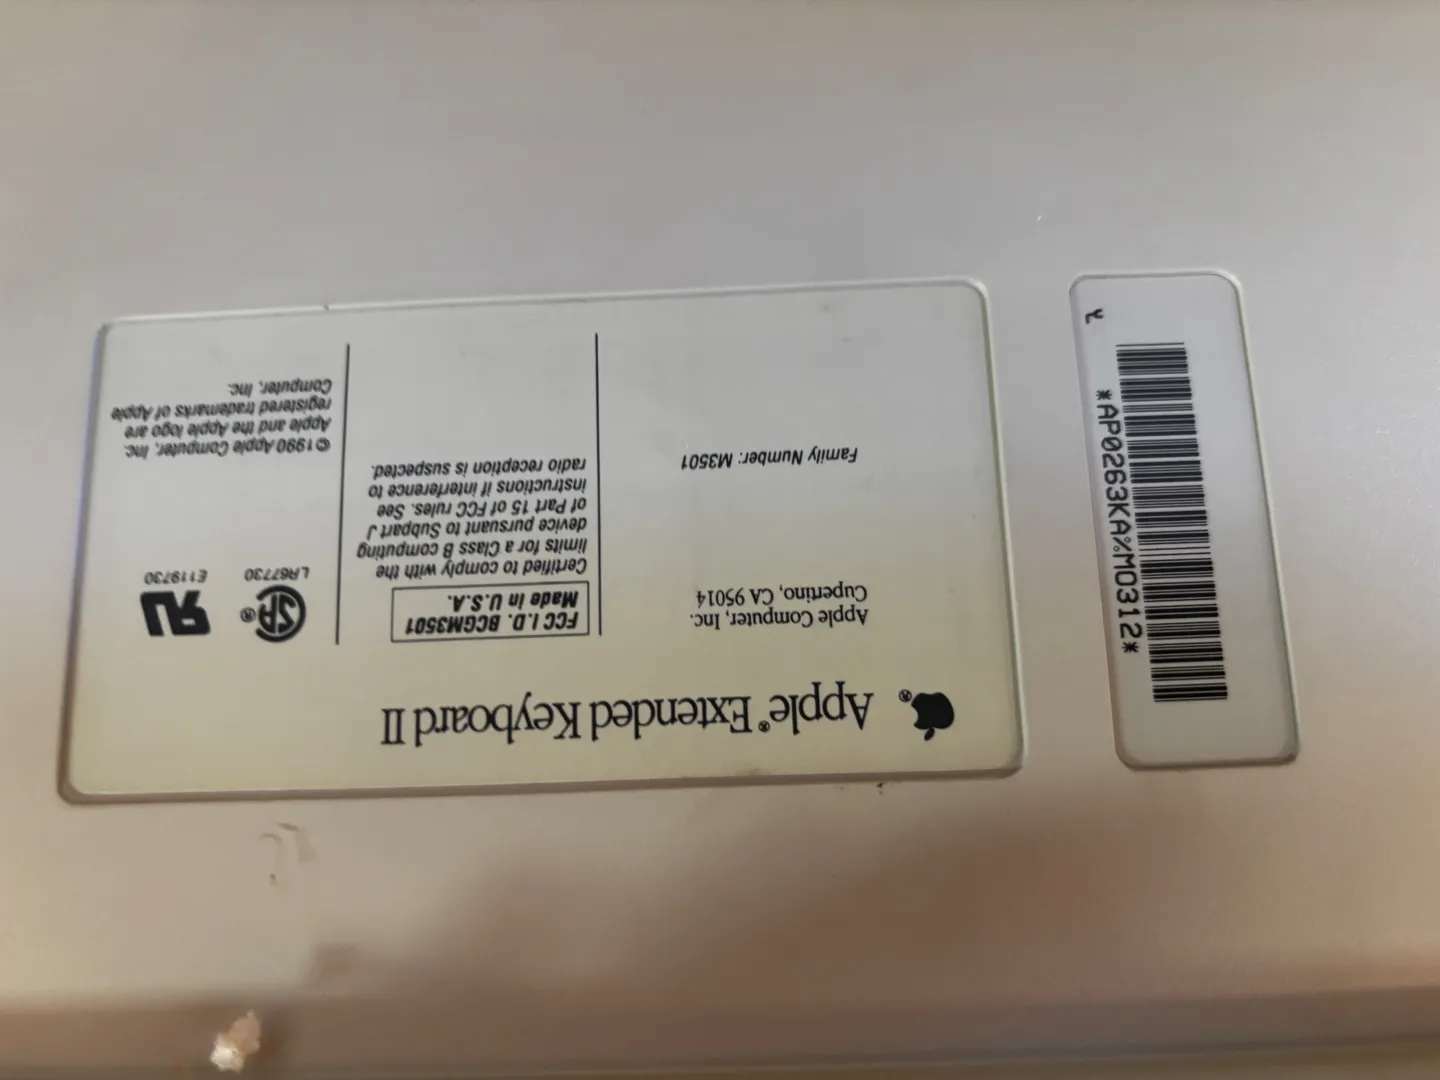 Apple® Extended Keyboard II
Apple Computer, Inc.
Cupertino, CA 95014
Family Number: M3501
FCC I.D. BCGM3501
Made in U.S.A.
Certified to comply with the
limits for a Class B computing
device pursuant to Subpart J
of Part 15 of FCC rules. See
instructions if interference to
radio reception is suspected.
SA®
LR67730
UR
E119730
©1990 Apple Computer, Inc.
Apple and the Apple logo are
registered trademarks of Apple
Computer, Inc.
*AP0263KA%M0312*